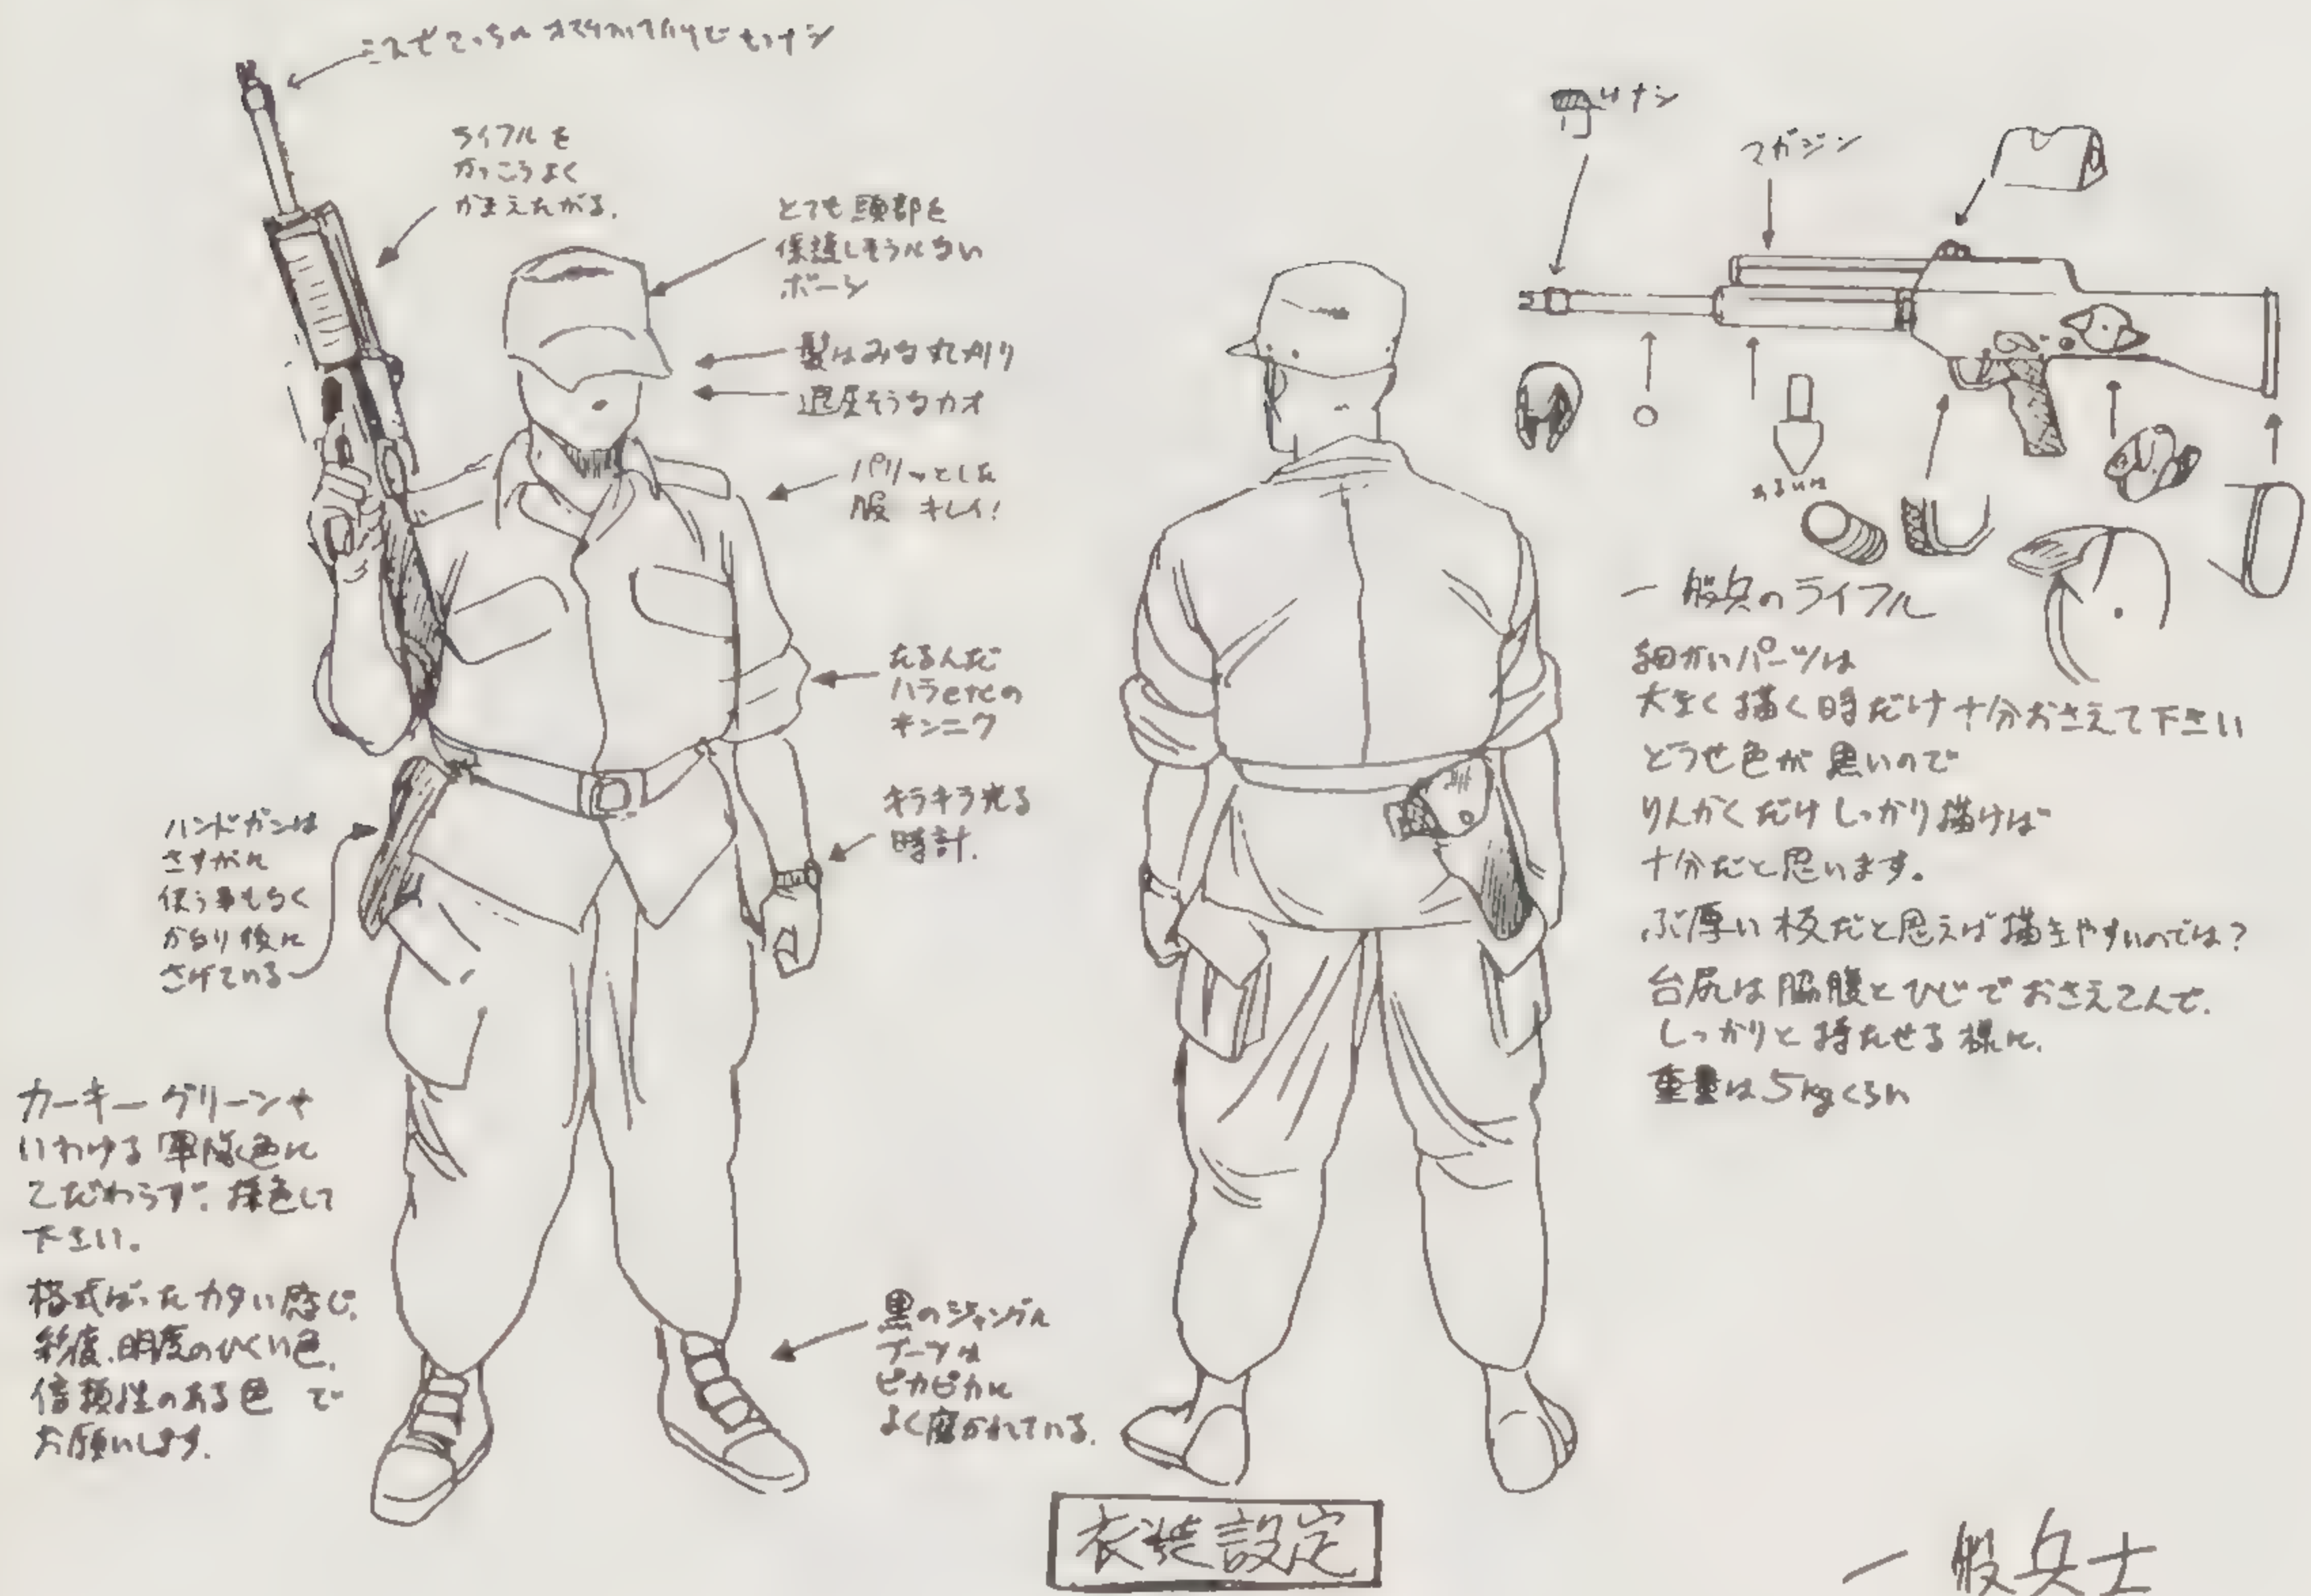 ライフルを
かっこうよく
かまえたがる.
とても頭部を
保護しそうにない
ボーシ
髪はみな丸刈り
退屈そうなカオ
パリッとした
服 キレイ!
たるんだ
ハラetcの
キンニク
キラキラ光る
時計.
ハンドガンは
さすがに
使う事もなく
かなり後に
さげている
カーキーグリーンや
いわゆる軍隊色に
こだわらず. 採色して
下さい.
格式ばったカタい感じ.
彩度.明度のひくい色.
信頼性のある色 で
お願いします.
黒のジャングル
ブーツは
ピカピカに
よく磨かれている.
マガジン
一般兵のライフル
細かいパーツは
大きく描く時だけ十分おさえて下さい
どうせ色が黒いので
りんかくだけしっかり描けば
十分だと思います。
ぶ厚い板だと思えば描きやすいのでは?
台尻は脇腹とひじでおさえこんで.
しっかりと持たせる様に.
重量は5kgくらい
衣装設定
一般兵士